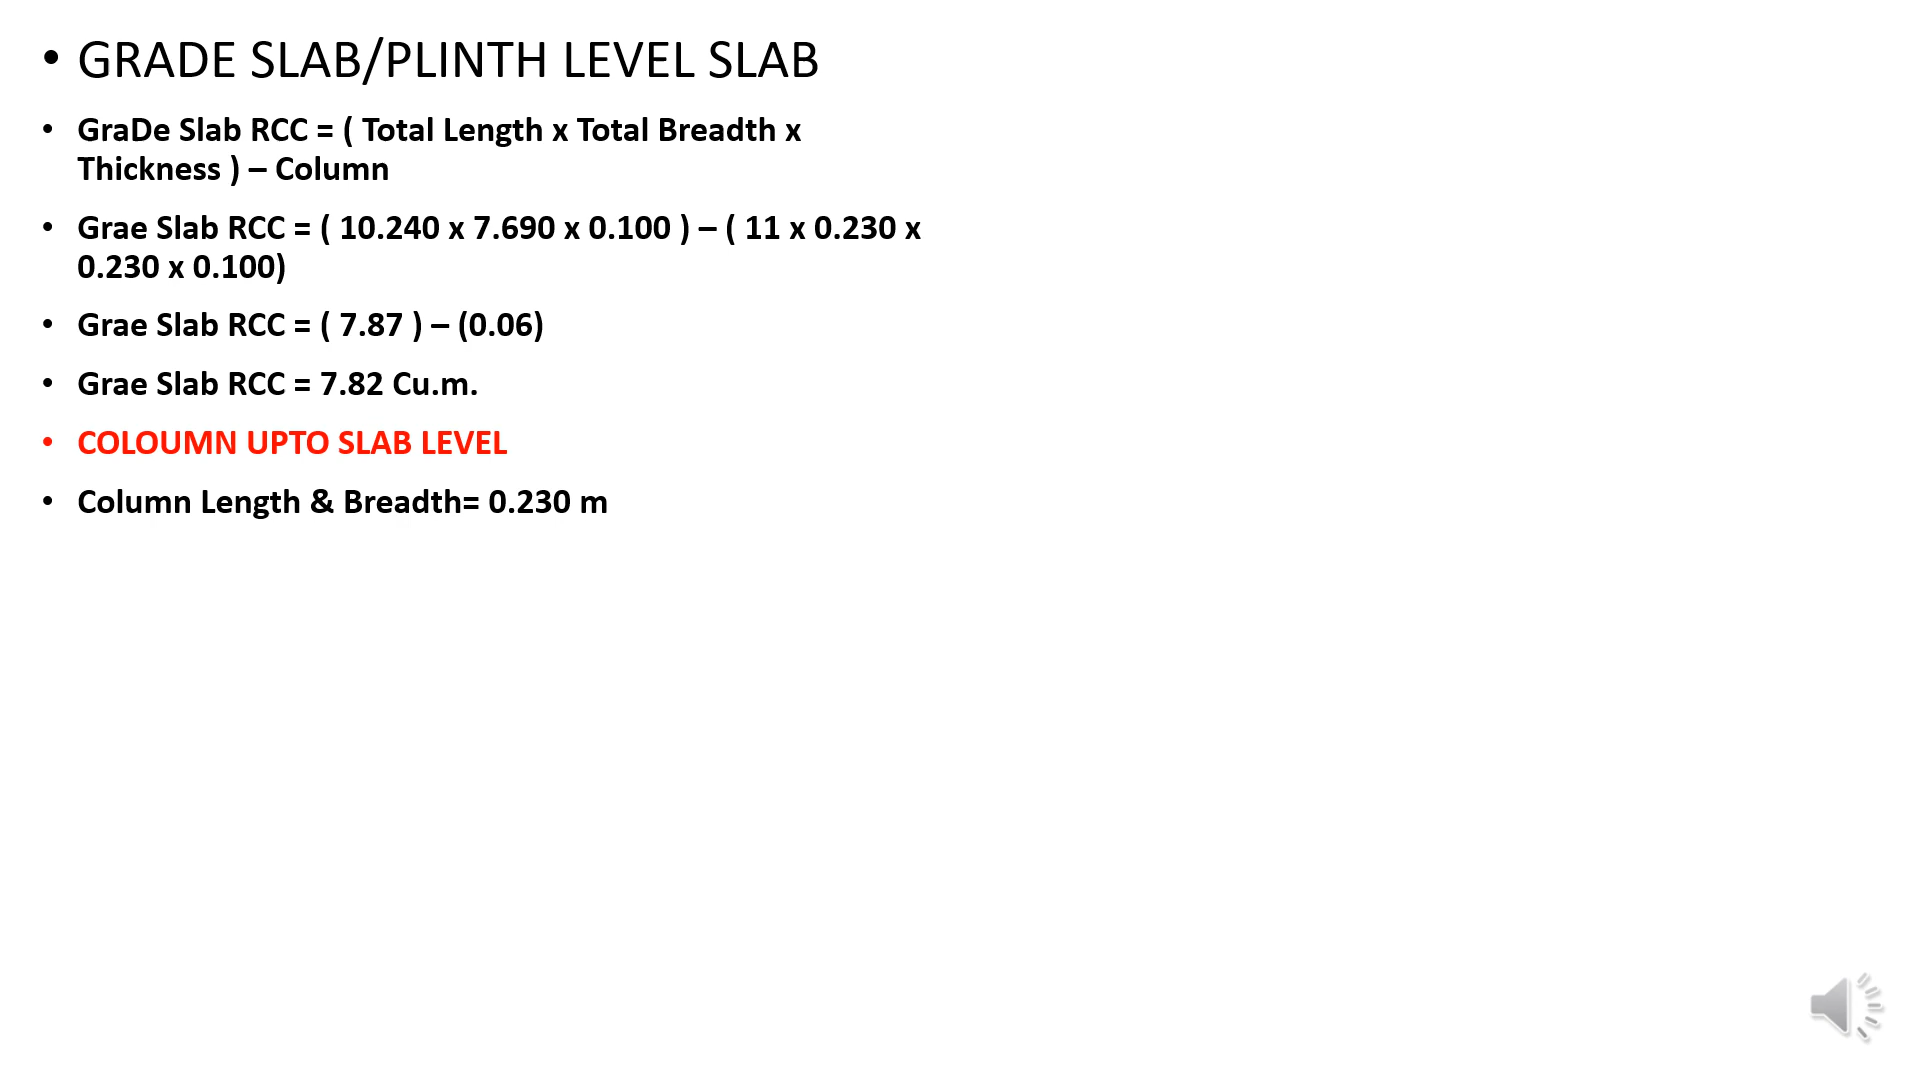 • GRADE SLAB/PLINTH LEVEL SLAB
• GraDe Slab RCC = ( Total Length x Total Breadth x
Thickness ) – Column
• Grae Slab RCC = ( 10.240 x 7.690 x 0.100 ) – ( 11 x 0.230 x
0.230 x 0.100)
• Grae Slab RCC = ( 7.87 ) – (0.06)
• Grae Slab RCC = 7.82 Cu.m.
• COLOUMN UPTO SLAB LEVEL
• Column Length & Breadth= 0.230 m